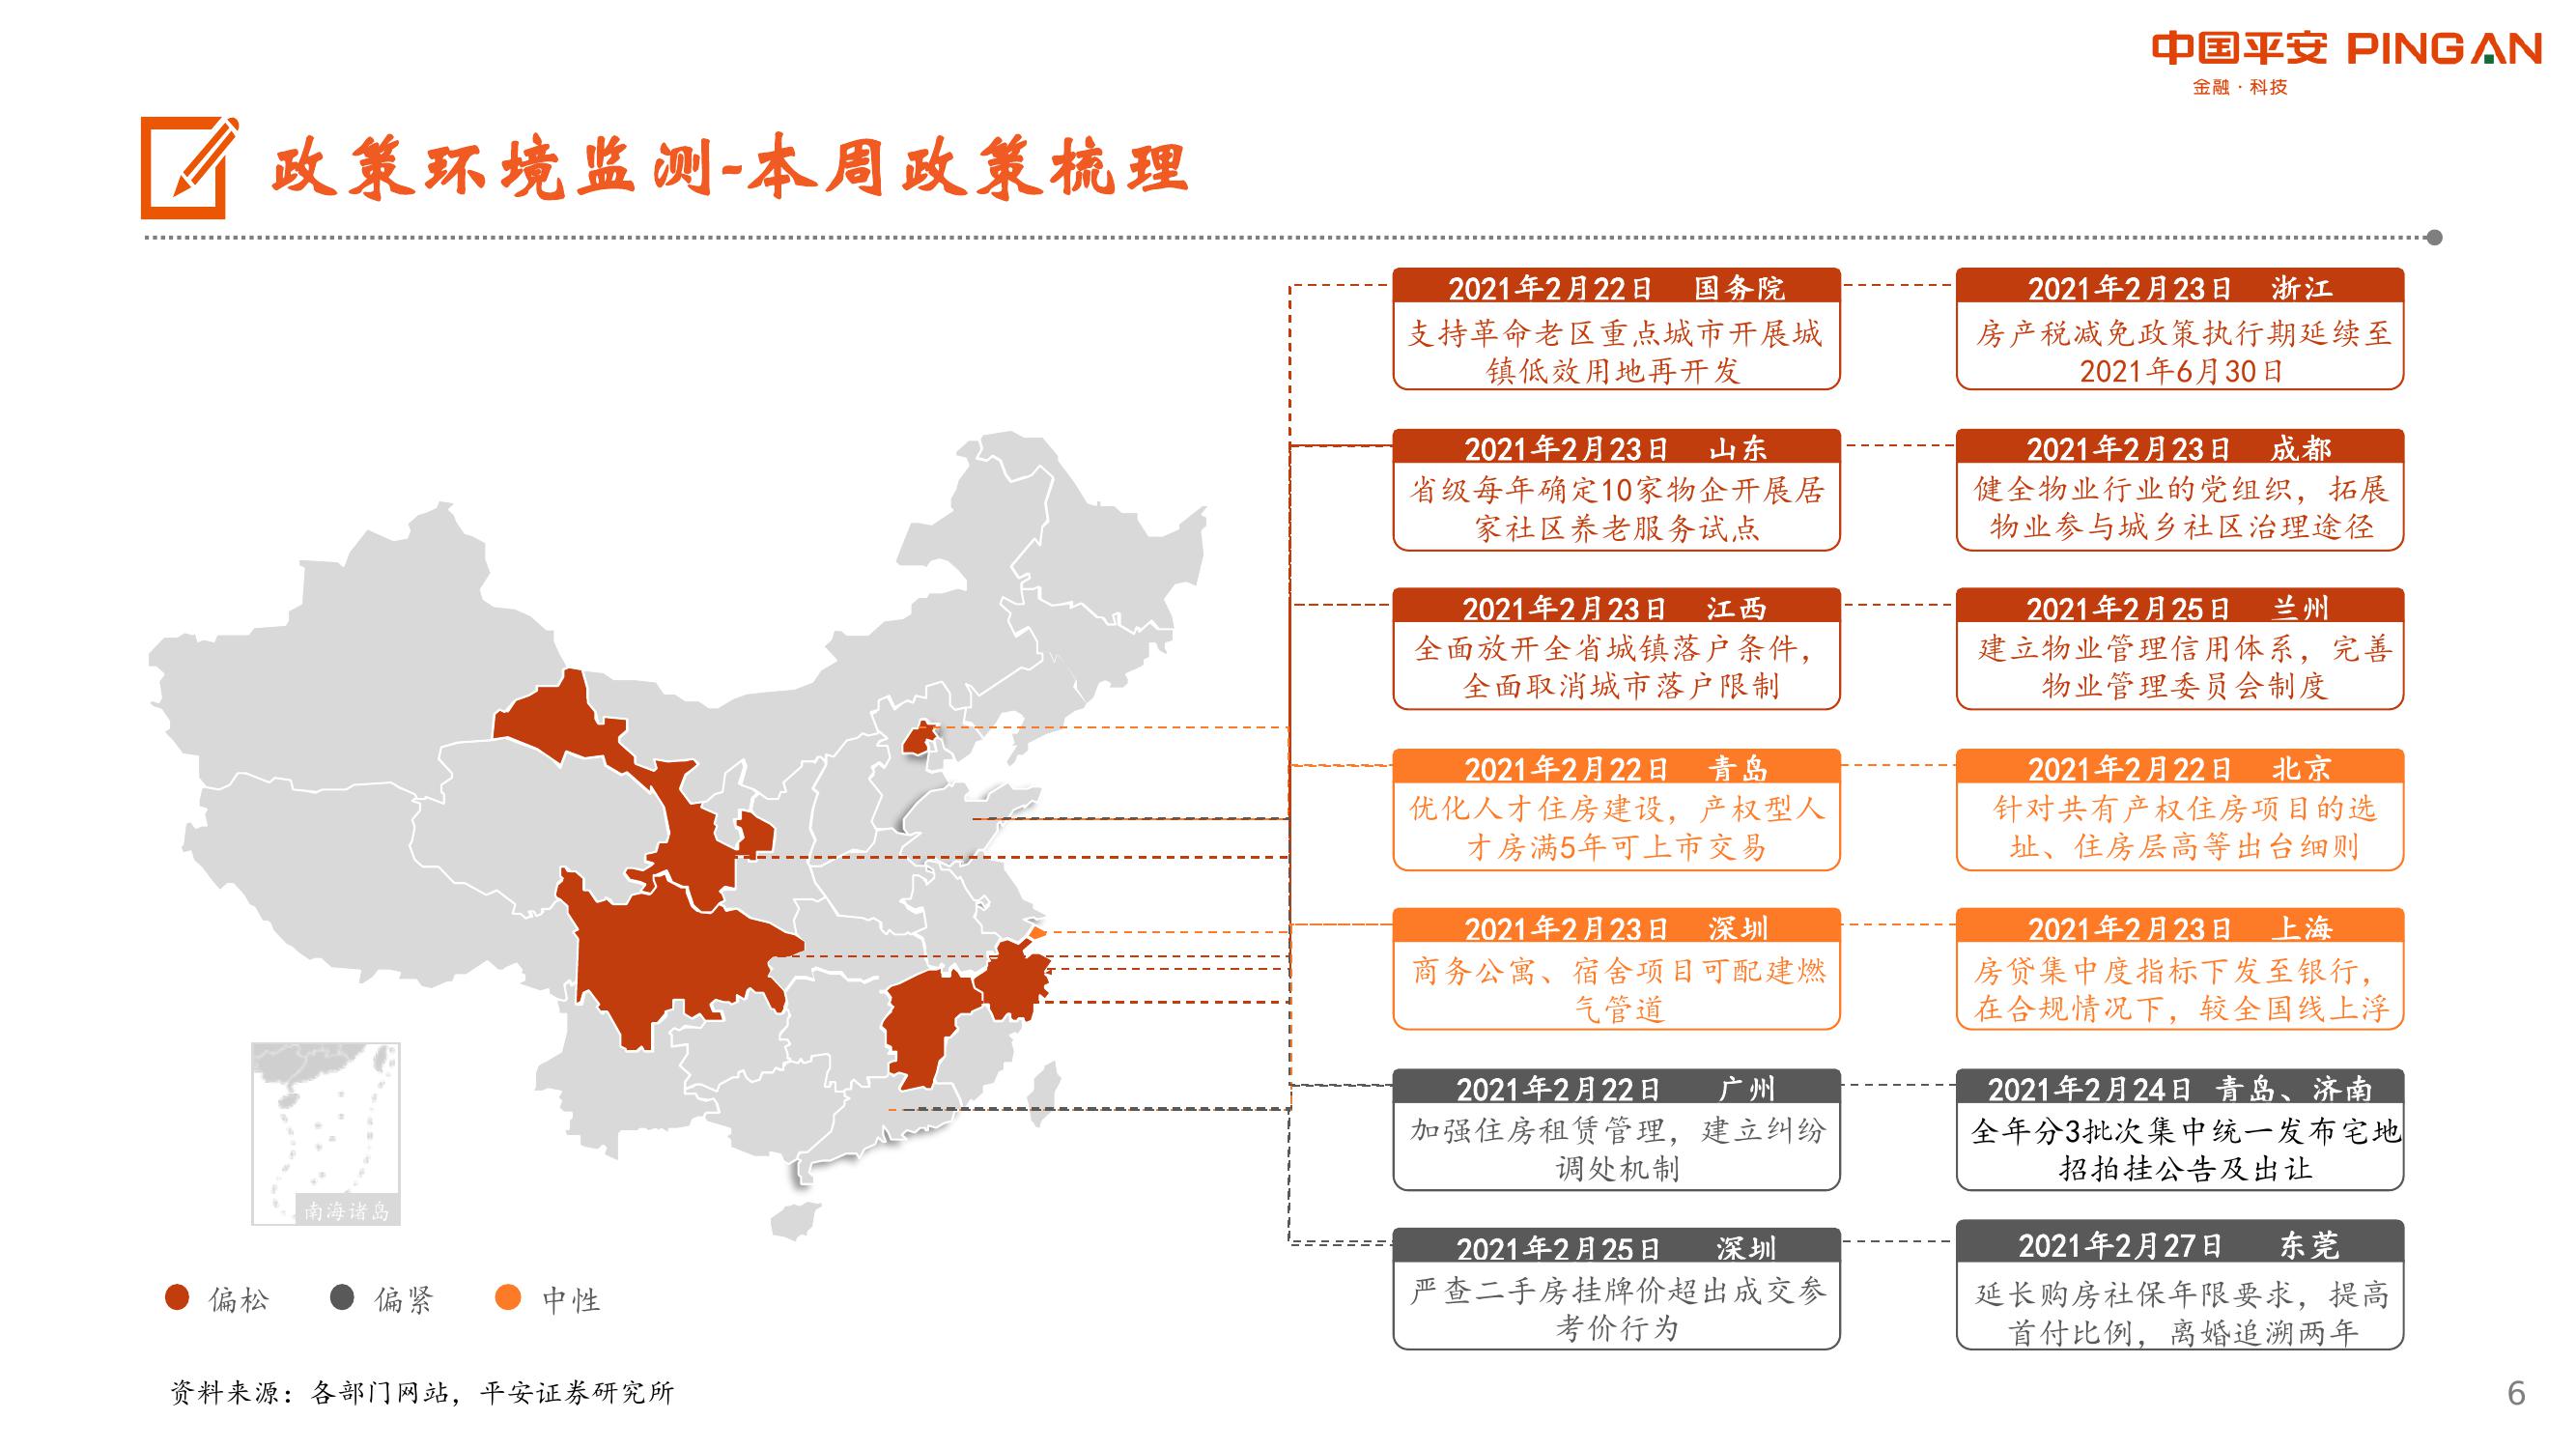 中国平安 PINGAN
金融·科技
政策环境监测-本周政策梳理
2021年2月22日 国务院
支持革命老区重点城市开展城
镇低效用地再开发
2021年2月23日 浙江
房产税减免政策执行期延续至
2021年6月30日
2021年2月23日 山东
省级每年确定10家物企开展居
家社区养老服务试点
2021年2月23日 成都
健全物业行业的党组织，拓展
物业参与城乡社区治理途径
2021年2月23日 江西
全面放开全省城镇落户条件，
全面取消城市落户限制
2021年2月25日 兰州
建立物业管理信用体系，完善
物业管理委员会制度
2021年2月22日 青岛
优化人才住房建设，产权型人
才房满5年可上市交易
2021年2月22日 北京
针对共有产权住房项目的选
址、住房层高等出台细则
2021年2月23日 深圳
商务公寓、宿舍项目可配建燃
气管道
2021年2月23日 上海
房贷集中度指标下发至银行，
在合规情况下，较全国线上浮
2021年2月22日 广州
加强住房租赁管理，建立纠纷
调处机制
2021年2月24日 青岛、济南
全年分3批次集中统一发布宅地
招拍挂公告及出让
2021年2月25日 深圳
严查二手房挂牌价超出成交参
考价行为
2021年2月27日 东莞
延长购房社保年限要求，提高
首付比例，离婚追溯两年
南海诸岛
偏松 偏紧 中性
资料来源：各部门网站，平安证券研究所
6